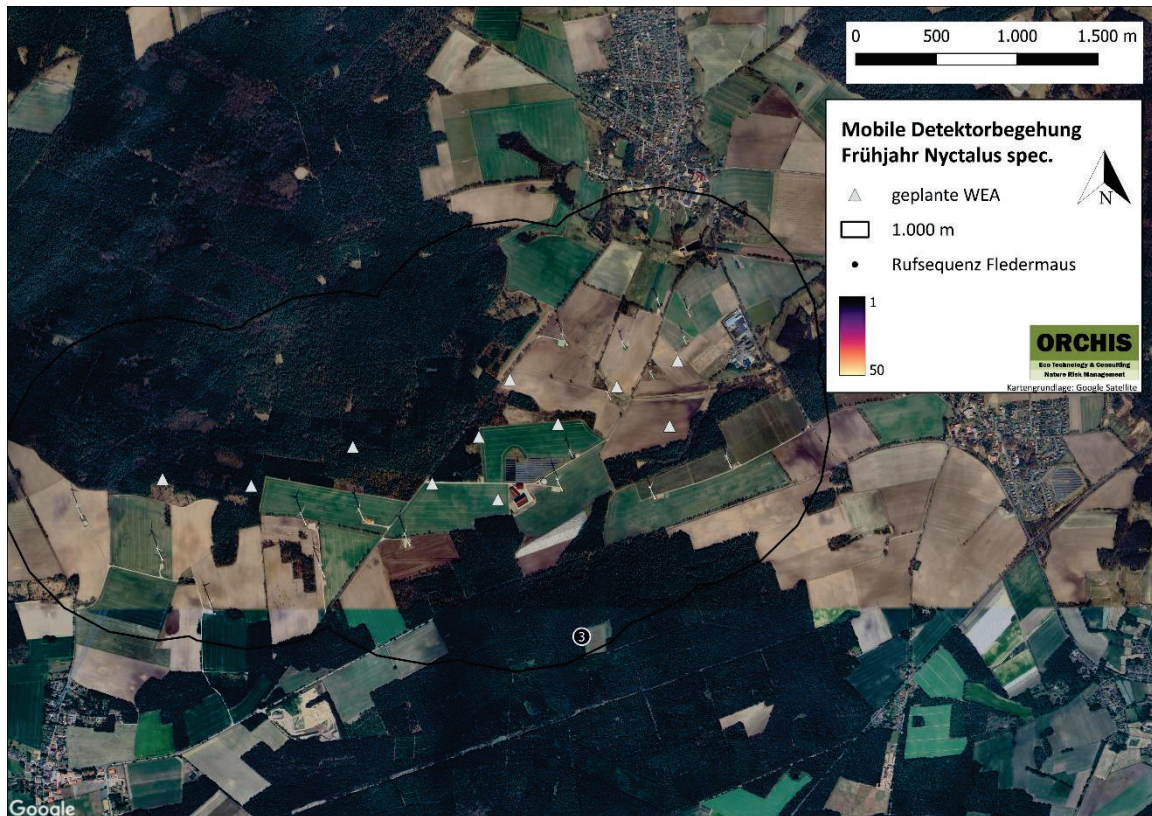 0 500 1.000 1.500 m
Mobile Detektorbegehung
Frühjahr Nyctalus spec.
geplante WEA
N
1.000 m
Rufsequenz Fledermaus
1
50
ORCHIS
Eco Technology & Consulting
Nature Risk Management
Kartengrundlage: Google Satellite
3
Google